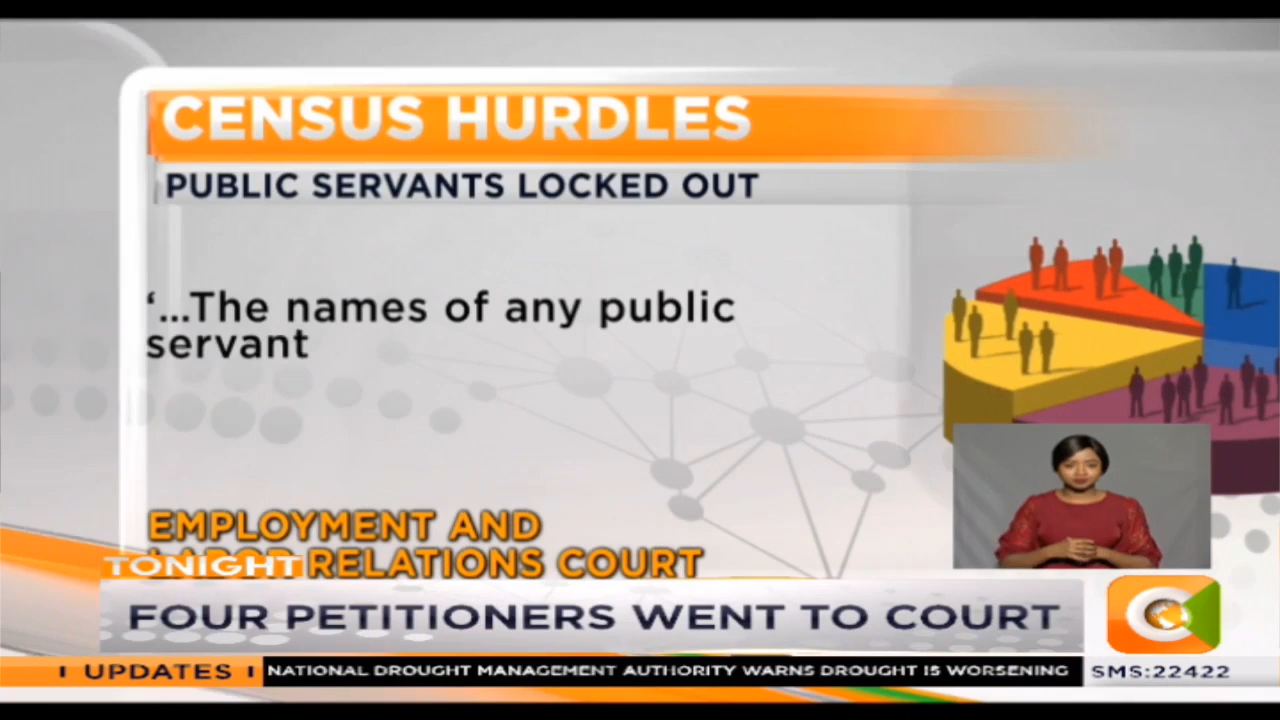 CENSUS HURDLES
PUBLIC SERVANTS LOCKED OUT
‘...The names of any public
servant
EMPLOYMENT AND
LABOR RELATIONS COURT
TONIGHT
FOUR PETITIONERS WENT TO COURT
UPDATES
NATIONAL DROUGHT MANAGEMENT AUTHORITY WARNS DROUGHT IS WORSENING
SMS:22422